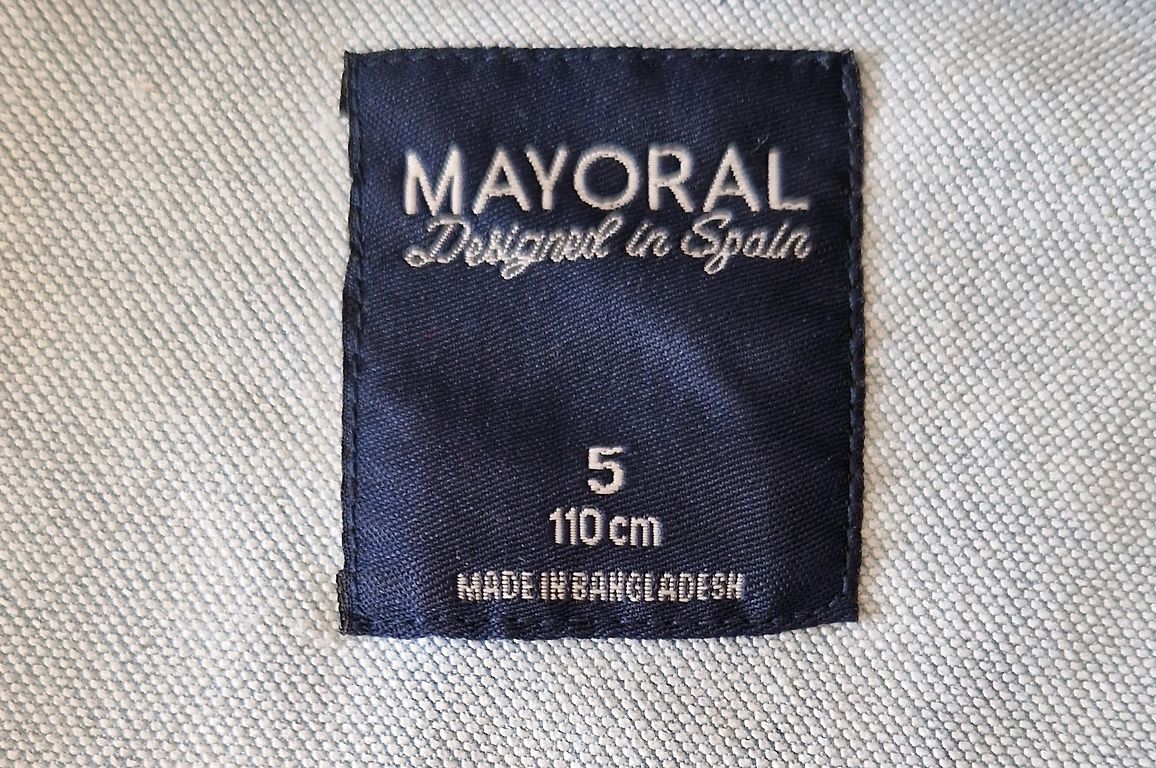 MAYORAL
Designed in Spain
5
110 cm
MADE IN BANGLADESH